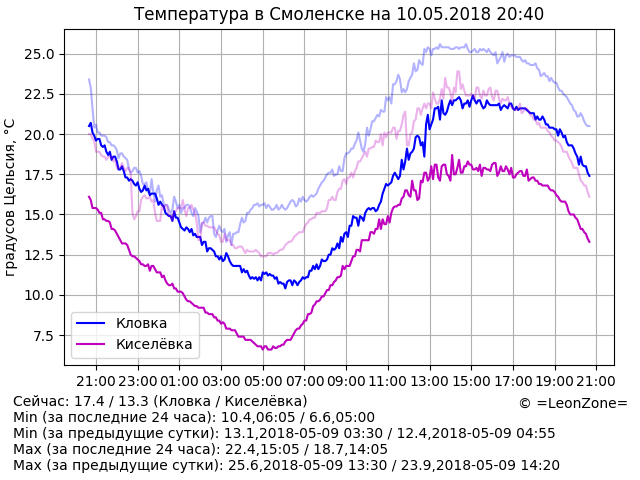 Температура в Смоленске на 10.05.2018 20:40
градусов Цельсия, °C
25.0
22.5
20.0
17.5
15.0
12.5
10.0
7.5
Кловка
Киселёвка
21:00 23:00 01:00 03:00 05:00 07:00 09:00 11:00 13:00 15:00 17:00 19:00 21:00
Сейчас: 17.4 / 13.3 (Кловка / Киселёвка)
© =LeonZone=
Min (за последние 24 часа): 10.4,06:05 / 6.6,05:00
Min (за предыдущие сутки): 13.1,2018-05-09 03:30 / 12.4,2018-05-09 04:55
Max (за последние 24 часа): 22.4,15:05 / 18.7,14:05
Max (за предыдущие сутки): 25.6,2018-05-09 13:30 / 23.9,2018-05-09 14:20